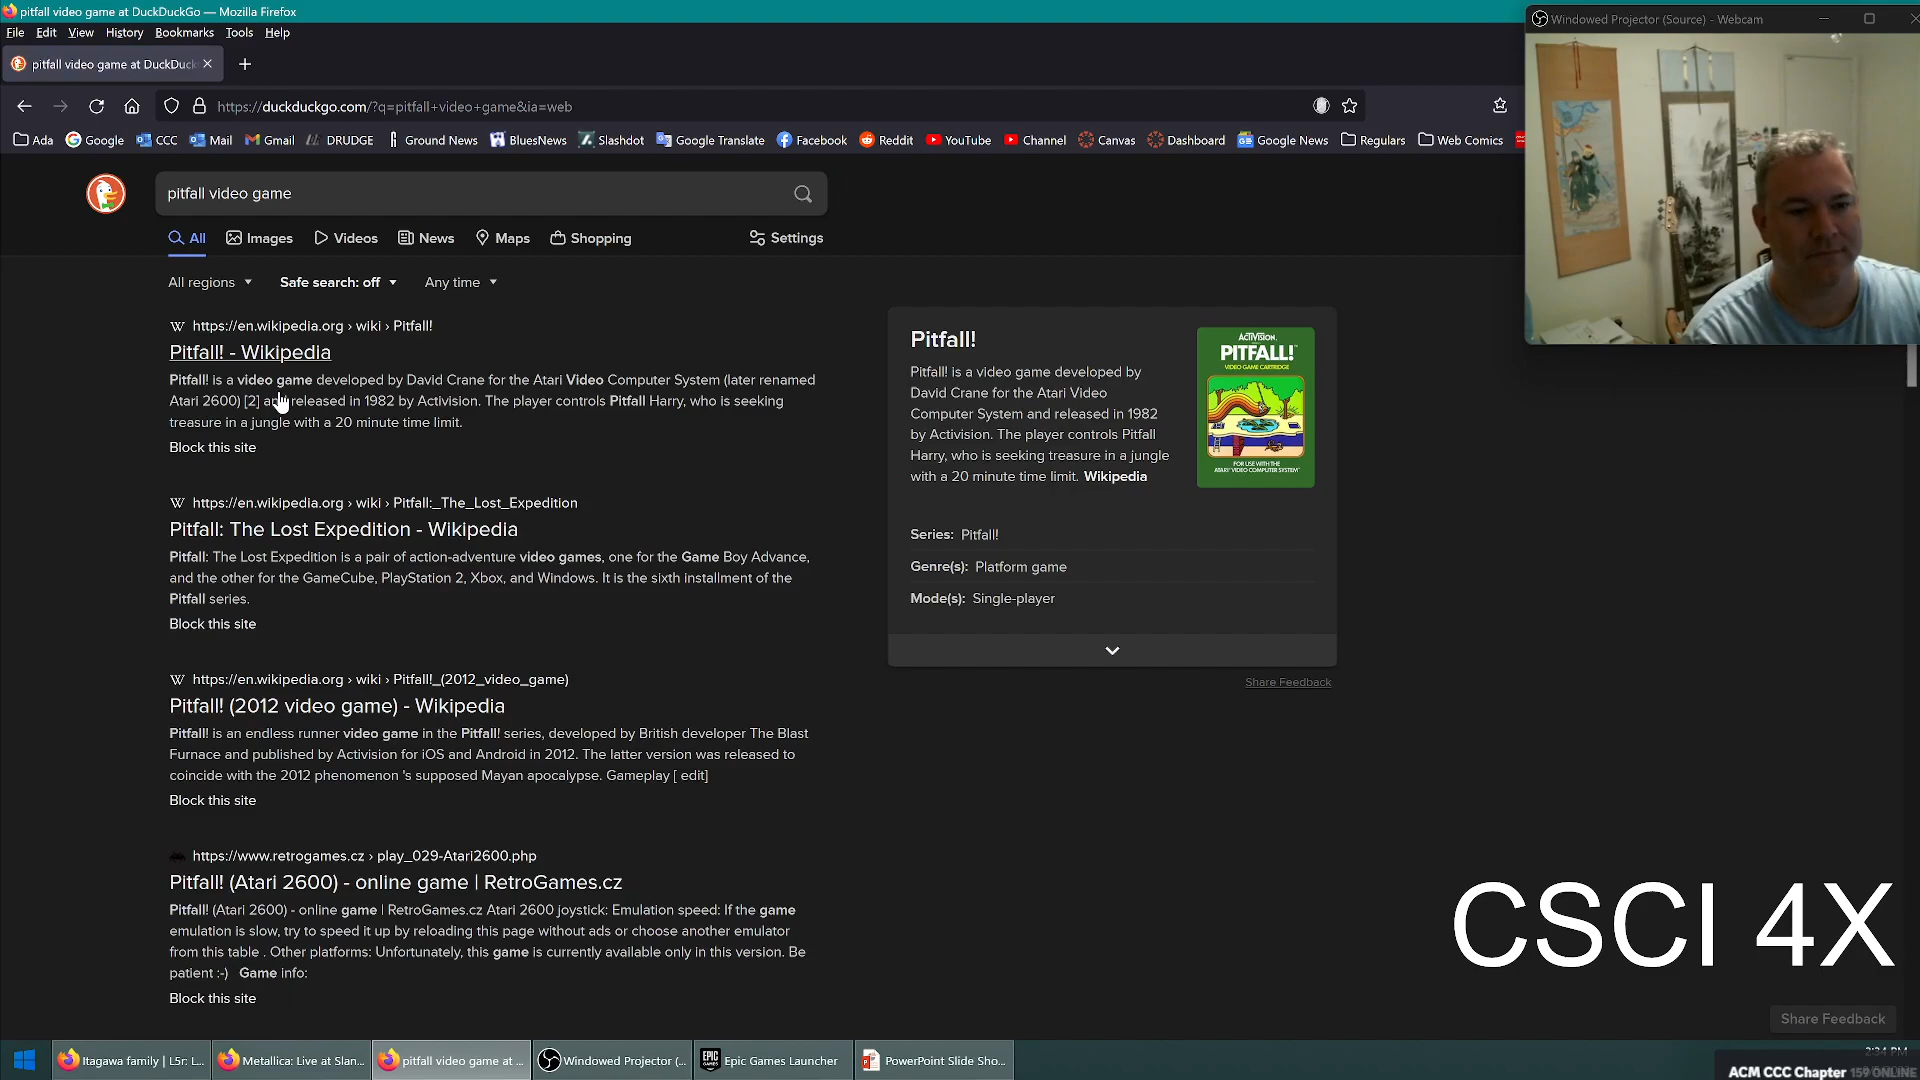 pitfall video game at DuckDuckGo — Mozilla Firefox
File Edit View History Bookmarks Tools Help
pitfall video game at DuckDuck
https://duckduckgo.com/?q=pitfall+video+game&ia=web
Ada Google CCC Mail Gmail DRUDGE Ground News BluesNews Slashdot Google Translate Facebook Reddit YouTube Channel Canvas Dashboard Google News Regulars Web Comics
Windowed Projector (Source) - Webcam
pitfall video game
All Images Videos News Maps Shopping Settings
All regions Safe search: off Any time
https://en.wikipedia.org › wiki › Pitfall!
Pitfall! - Wikipedia
Pitfall! is a video game developed by David Crane for the Atari Video Computer System (later renamed
Atari 2600) [2] and released in 1982 by Activision. The player controls Pitfall Harry, who is seeking
treasure in a jungle with a 20 minute time limit.
Block this site
https://en.wikipedia.org › wiki › Pitfall:_The_Lost_Expedition
Pitfall: The Lost Expedition - Wikipedia
Pitfall: The Lost Expedition is a pair of action-adventure video games, one for the Game Boy Advance,
and the other for the GameCube, PlayStation 2, Xbox, and Windows. It is the sixth installment of the
Pitfall series.
Block this site
https://en.wikipedia.org › wiki › Pitfall!_(2012_video_game)
Pitfall! (2012 video game) - Wikipedia
Pitfall! is an endless runner video game in the Pitfall! series, developed by British developer The Blast
Furnace and published by Activision for iOS and Android in 2012. The latter version was released to
coincide with the 2012 phenomenon 's supposed Mayan apocalypse. Gameplay [ edit]
Block this site
https://www.retrogames.cz › play_029-Atari2600.php
Pitfall! (Atari 2600) - online game | RetroGames.cz
Pitfall! (Atari 2600) - online game | RetroGames.cz Atari 2600 joystick: Emulation speed: If the game
emulation is slow, try to speed it up by reloading this page without ads or choose another emulator
from this table . Other platforms: Unfortunately, this game is currently available only in this version. Be
patient :-) Game info:
Block this site
Pitfall!
Pitfall! is a video game developed by
David Crane for the Atari Video
Computer System and released in 1982
by Activision. The player controls Pitfall
Harry, who is seeking treasure in a jungle
with a 20 minute time limit. Wikipedia
ACTIVISION.
PITFALL!™
VIDEO GAME CARTRIDGE
FOR USE WITH THE
ATARI® VIDEO COMPUTER SYSTEM™
Series: Pitfall!
Genre(s): Platform game
Mode(s): Single-player
Share Feedback
CSCI 4X
Share Feedback
Itagawa family | L5r: L... Metallica: Live at Slan... pitfall video game at ... Windowed Projector (... EPIC GAMES Epic Games Launcher PowerPoint Slide Sho...
2:34 PM
ACM CCC Chapter 159 ONLINE